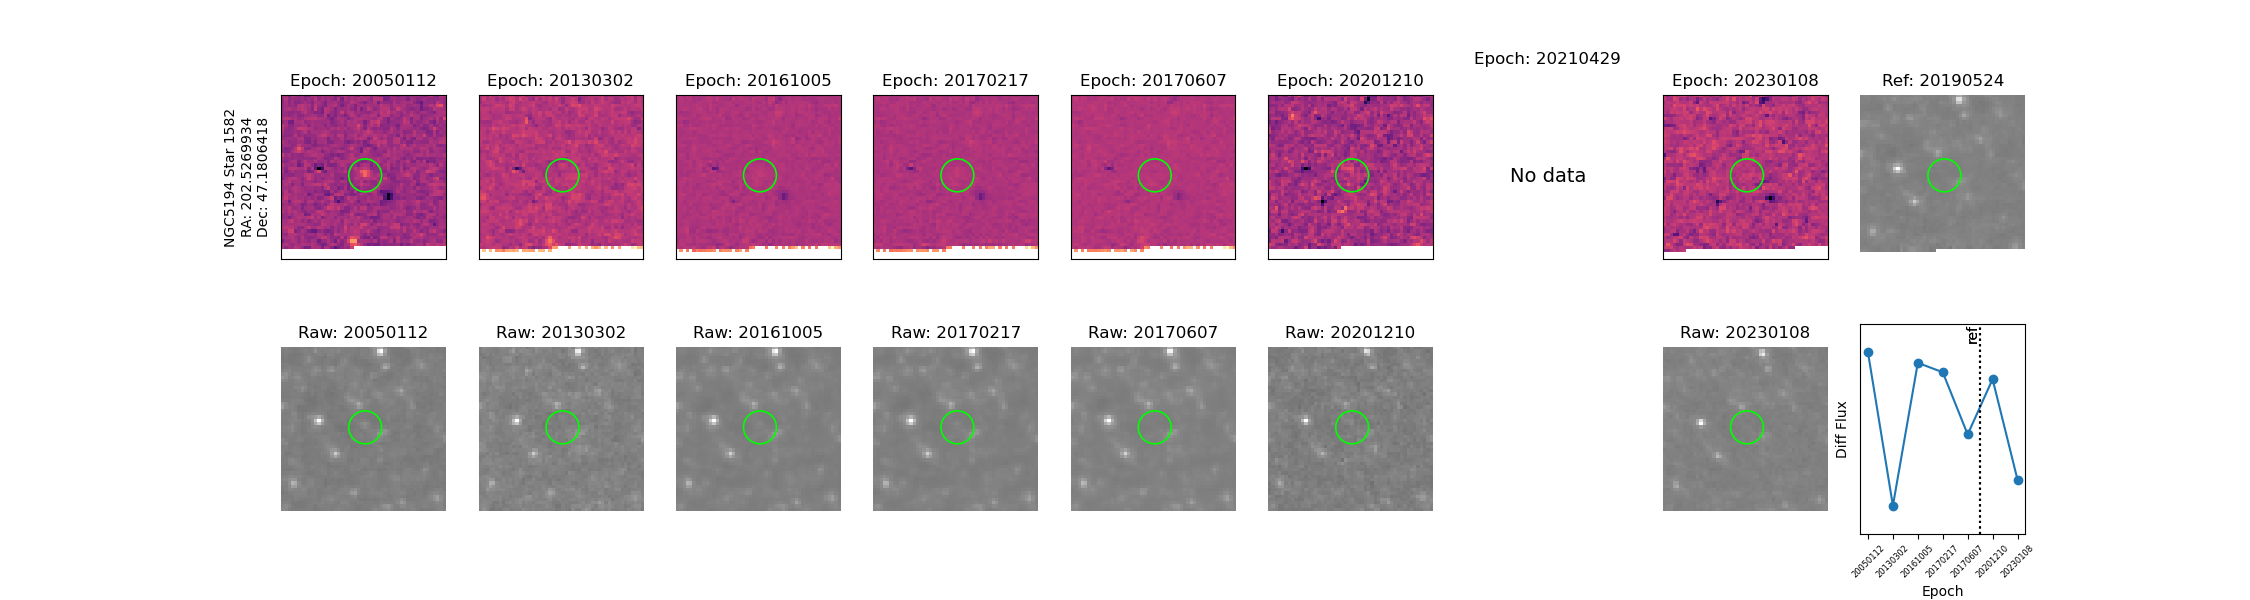 Epoch: 20210429
Epoch: 20050112
Epoch: 20130302
Epoch: 20161005
Epoch: 20170217
Epoch: 20170607
Epoch: 20201210
Epoch: 20230108
Ref: 20190524
NGC5194 Star 1582
RA: 202.5269934
Dec: 47.1806418
No data
Raw: 20050112
Raw: 20130302
Raw: 20161005
Raw: 20170217
Raw: 20170607
Raw: 20201210
Raw: 20230108
ref
Diff Flux
20050112
20130302
20161005
20170217
20170607
20201210
20230108
Epoch